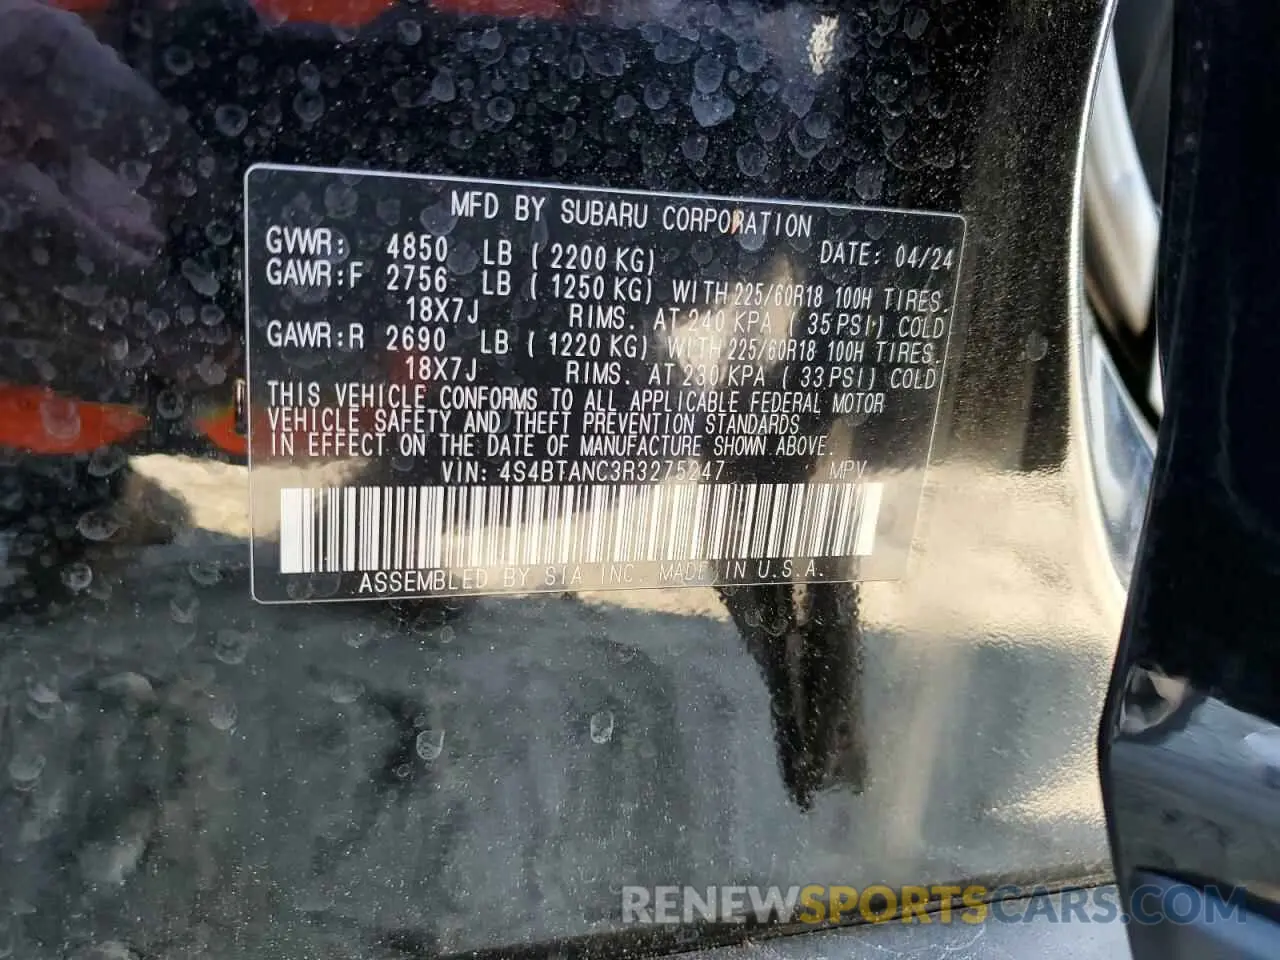 MFD BY SUBARU CORPORATION
GVWR: 4850 LB ( 2200 KG) DATE: 04/24
GAWR:F 2756 LB ( 1250 KG) WITH 225/60R18 100H TIRES.
18X7J RIMS. AT 240 KPA ( 35 PSI) COLD
GAWR:R 2690 LB ( 1220 KG) WITH 225/60R18 100H TIRES.
18X7J RIMS. AT 230 KPA ( 33 PSI) COLD
THIS VEHICLE CONFORMS TO ALL APPLICABLE FEDERAL MOTOR
VEHICLE SAFETY AND THEFT PREVENTION STANDARDS
IN EFFECT ON THE DATE OF MANUFACTURE SHOWN ABOVE.
VIN: 4S4BTANC3R3275247 MPV
ASSEMBLED BY SIA INC. MADE IN U.S.A.
RENEWSPORTSCARS.COM